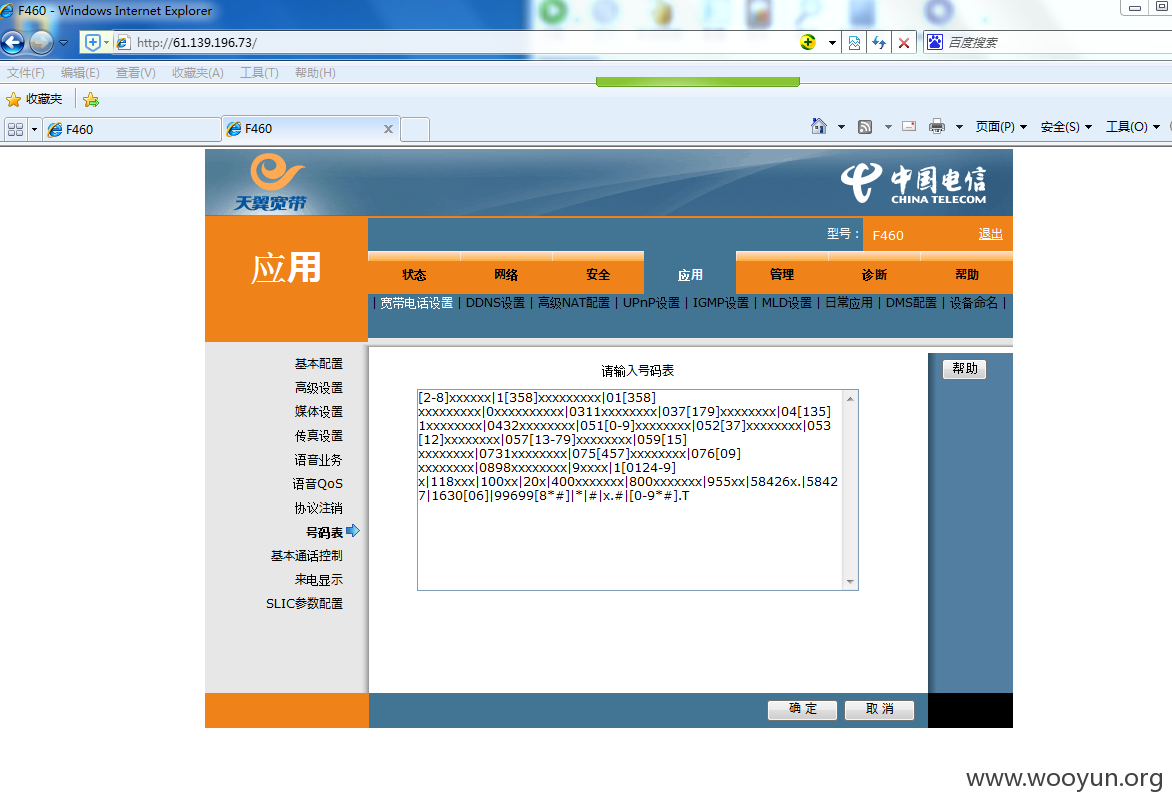 F460 - Windows Internet Explorer
http://61.139.196.73/
百度搜索
文件(F) 编辑(E) 查看(V) 收藏夹(A) 工具(T) 帮助(H)
收藏夹
F460
F460
页面(P) 安全(S) 工具(O)
天翼宽带
中国电信
CHINA TELECOM
型号： F460 退出
应用
状态 网络 安全 应用 管理 诊断 帮助
| 宽带电话设置 | DDNS设置 | 高级NAT配置 | UPnP设置 | IGMP设置 | MLD设置 | 日常应用 | DMS配置 | 设备命名 |
基本配置
高级设置
媒体设置
传真设置
语音业务
语音QoS
协议注销
号码表
基本通话控制
来电显示
SLIC参数配置
请输入号码表
[2-8]xxxxxx|1[358]xxxxxxxxx|01[358]
xxxxxxxxx|0xxxxxxxxxx|0311xxxxxxxx|037[179]xxxxxxxx|04[135]
1xxxxxxxx|0432xxxxxxxx|051[0-9]xxxxxxxx|052[37]xxxxxxxx|053
[12]xxxxxxxx|057[13-79]xxxxxxxx|059[15]
xxxxxxxx|0731xxxxxxxx|075[457]xxxxxxxx|076[09]
xxxxxxxx|0898xxxxxxxx|9xxxx|1[0124-9]
x|118xxx|100xx|20x|400xxxxxxx|800xxxxxxx|955xx|58426x.|5842
7|1630[06]|99699[8*#]|*|#|x.#|[0-9*#].T
帮助
确 定 取 消
www.wooyun.org